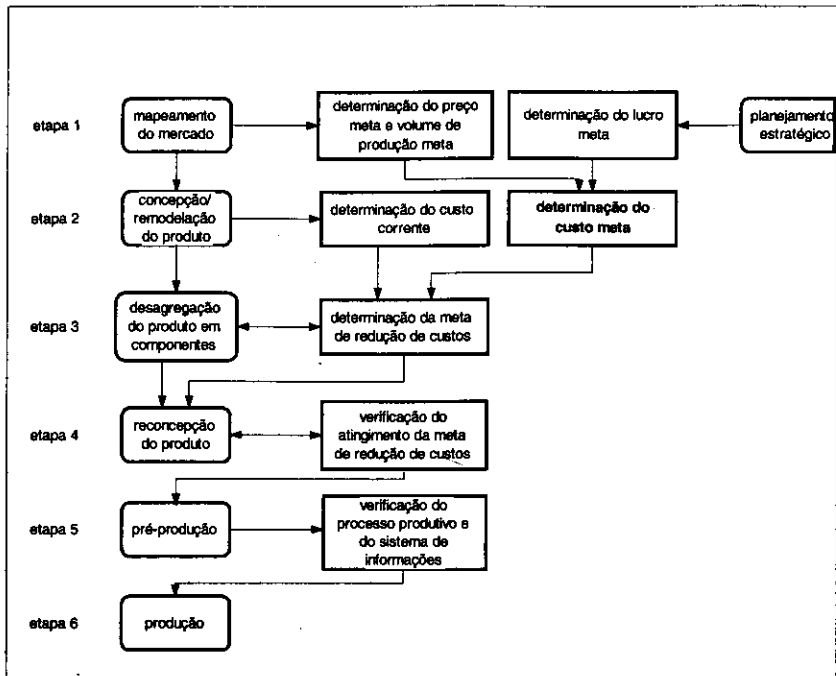 etapa 1
mapeamento
do mercado
determinação do preço
meta e volume de
produção meta
determinação do lucro
meta
planejamento
estratégico
etapa 2
concepção/
remodelação
do produto
determinação do custo
corrente
determinação do
custo meta
etapa 3
desagregação
do produto em
componentes
determinação da meta
de redução de custos
etapa 4
reconcepção
do produto
verificação do
atingimento da meta
de redução de custos
etapa 5
pré-produção
verificação do
processo produtivo e
do sistema de
informações
etapa 6
produção